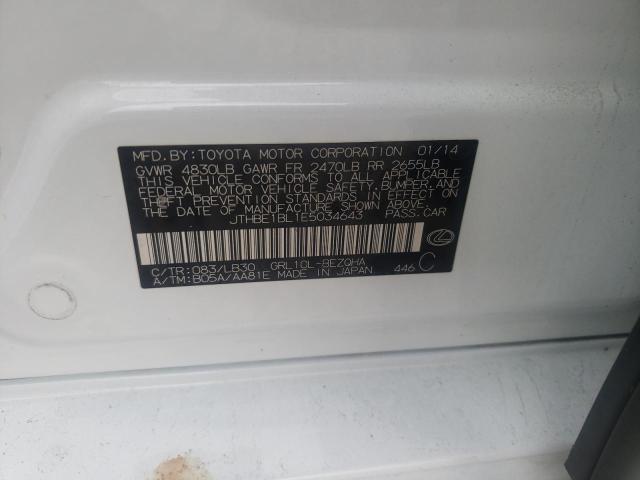 MFD.BY:TOYOTA MOTOR CORPORATION 01/14
GVWR 4830LB GAWR FR 2470LB RR 2655LB
THIS VEHICLE CONFORMS TO ALL APPLICABLE
FEDERAL MOTOR VEHICLE SAFETY,BUMPER,AND
THEFT PREVENTION STANDARDS IN EFFECT ON
THE DATE OF MANUFACTURE SHOWN ABOVE.
JTHBE1BL1E5034643 PASS.CAR
C/TR:083/LB30 GRL10L-BEZQHA
A/TM:B05A/AA81E MADE IN JAPAN 446 C